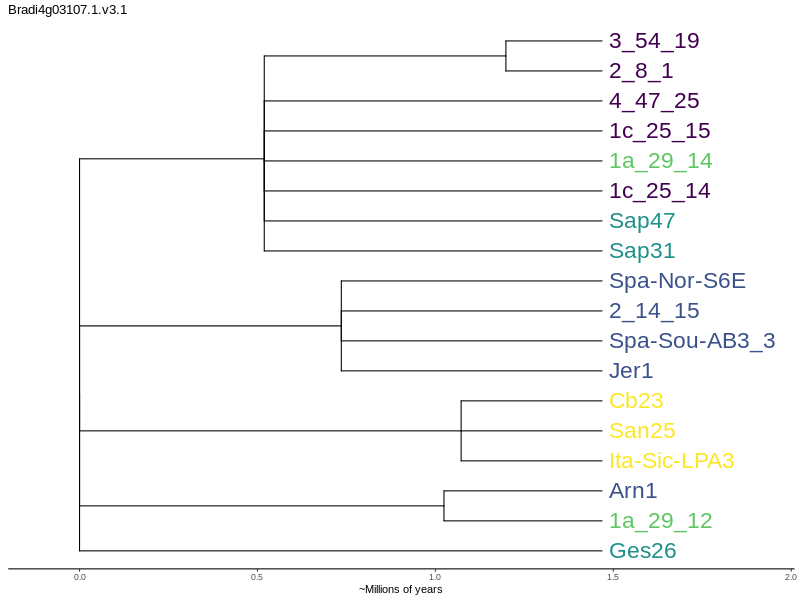 Bradi4g03107.1.v3.1
3_54_19
2_8_1
4_47_25
1c_25_15
1a_29_14
1c_25_14
Sap47
Sap31
Spa-Nor-S6E
2_14_15
Spa-Sou-AB3_3
Jer1
Cb23
San25
Ita-Sic-LPA3
Arn1
1a_29_12
Ges26
0.0 0.5 1.0 1.5 2.0
~Millions of years